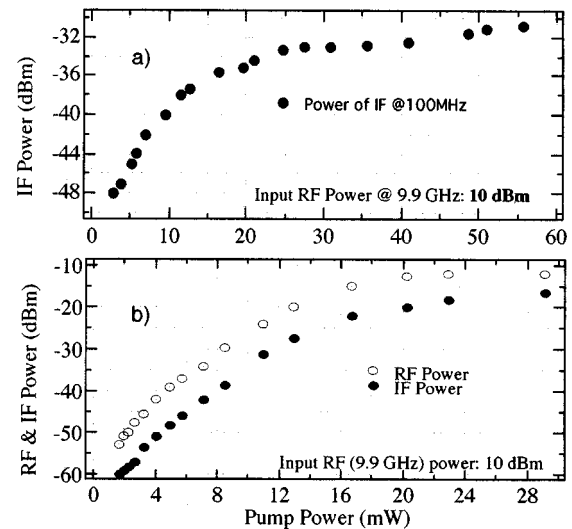 IF Power (dBm)
-32
-36
-40
-44
-48
a)
Power of IF @100MHz
Input RF Power @ 9.9 GHz: 10 dBm
0 10 20 30 40 50 60
RF & IF Power (dBm)
-10
-20
-30
-40
-50
-60
b)
RF Power
IF Power
Input RF (9.9 GHz) power: 10 dBm
0 4 8 12 16 20 24 28
Pump Power (mW)